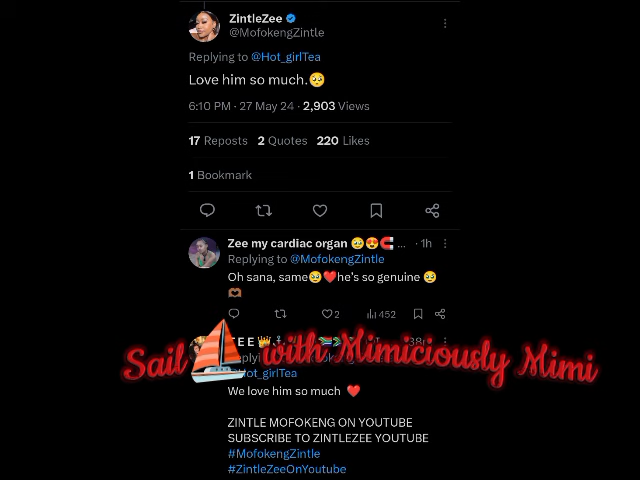 ZintleZee
@MofokengZintle
Replying to @Hot_girlTea
Love him so much.🥺
6:10 PM · 27 May 24 · 2,903 Views
17 Reposts 2 Quotes 220 Likes
1 Bookmark
Zee my cardiac organ 🥹😍🧲 ... · 1h
Replying to @MofokengZintle
Oh sana, same🥹❤️he's so genuine 🥹
🫶🏾
2 452
ZEE
Sail⛵ with Mimiciously Mimi
@Hot_girlTea
We love him so much ❤️
ZINTLE MOFOKENG ON YOUTUBE
SUBSCRIBE TO ZINTLEZEE YOUTUBE
#MofokengZintle
#ZintleZeeOnYoutube